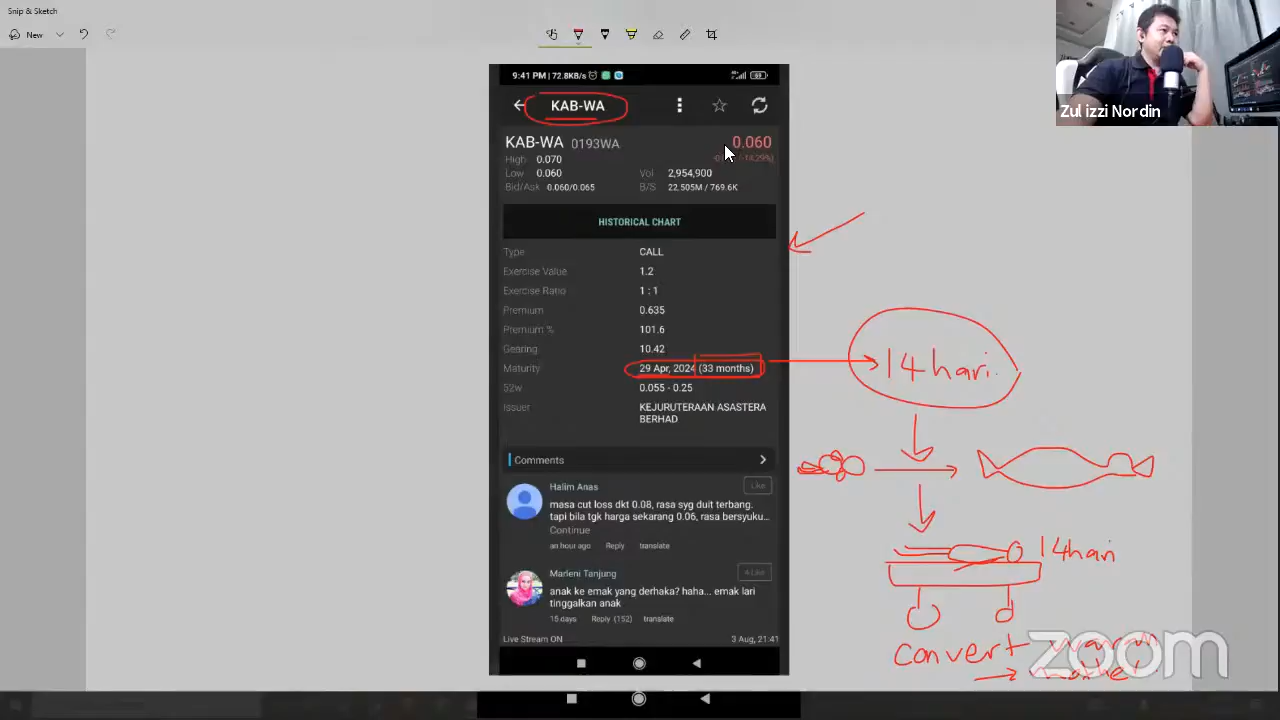 Snip & Sketch
New
Zul izzi Nordin
9:41 PM | 72.8KB/s
KAB-WA
KAB-WA 0193WA 0.060
High 0.070
Low 0.060 Vol 2,954,900
Bid/Ask 0.060/0.065 B/S 22.505M / 769.6K
HISTORICAL CHART
Type CALL
Exercise Value 1.2
Exercise Ratio 1 : 1
Premium 0.635
Premium % 101.6
Gearing 10.42
Maturity 29 Apr, 2024 (33 months)
52w 0.055 - 0.25
Issuer KEJURUTERAAN ASASTERA
BERHAD
14 hari
Comments
Halim Anas Like
masa cut loss dkt 0.08, rasa syg duit terbang.
tapi bila tgk harga sekarang 0.06, rasa bersyuku...
Continue
an hour ago Reply translate
14 hari
Marleni Tanjung 4 Like
anak ke emak yang derhaka? haha... emak lari
tinggalkan anak
16 days Reply (152) translate
Live Stream ON 3 Aug, 21:41
convert
zoom